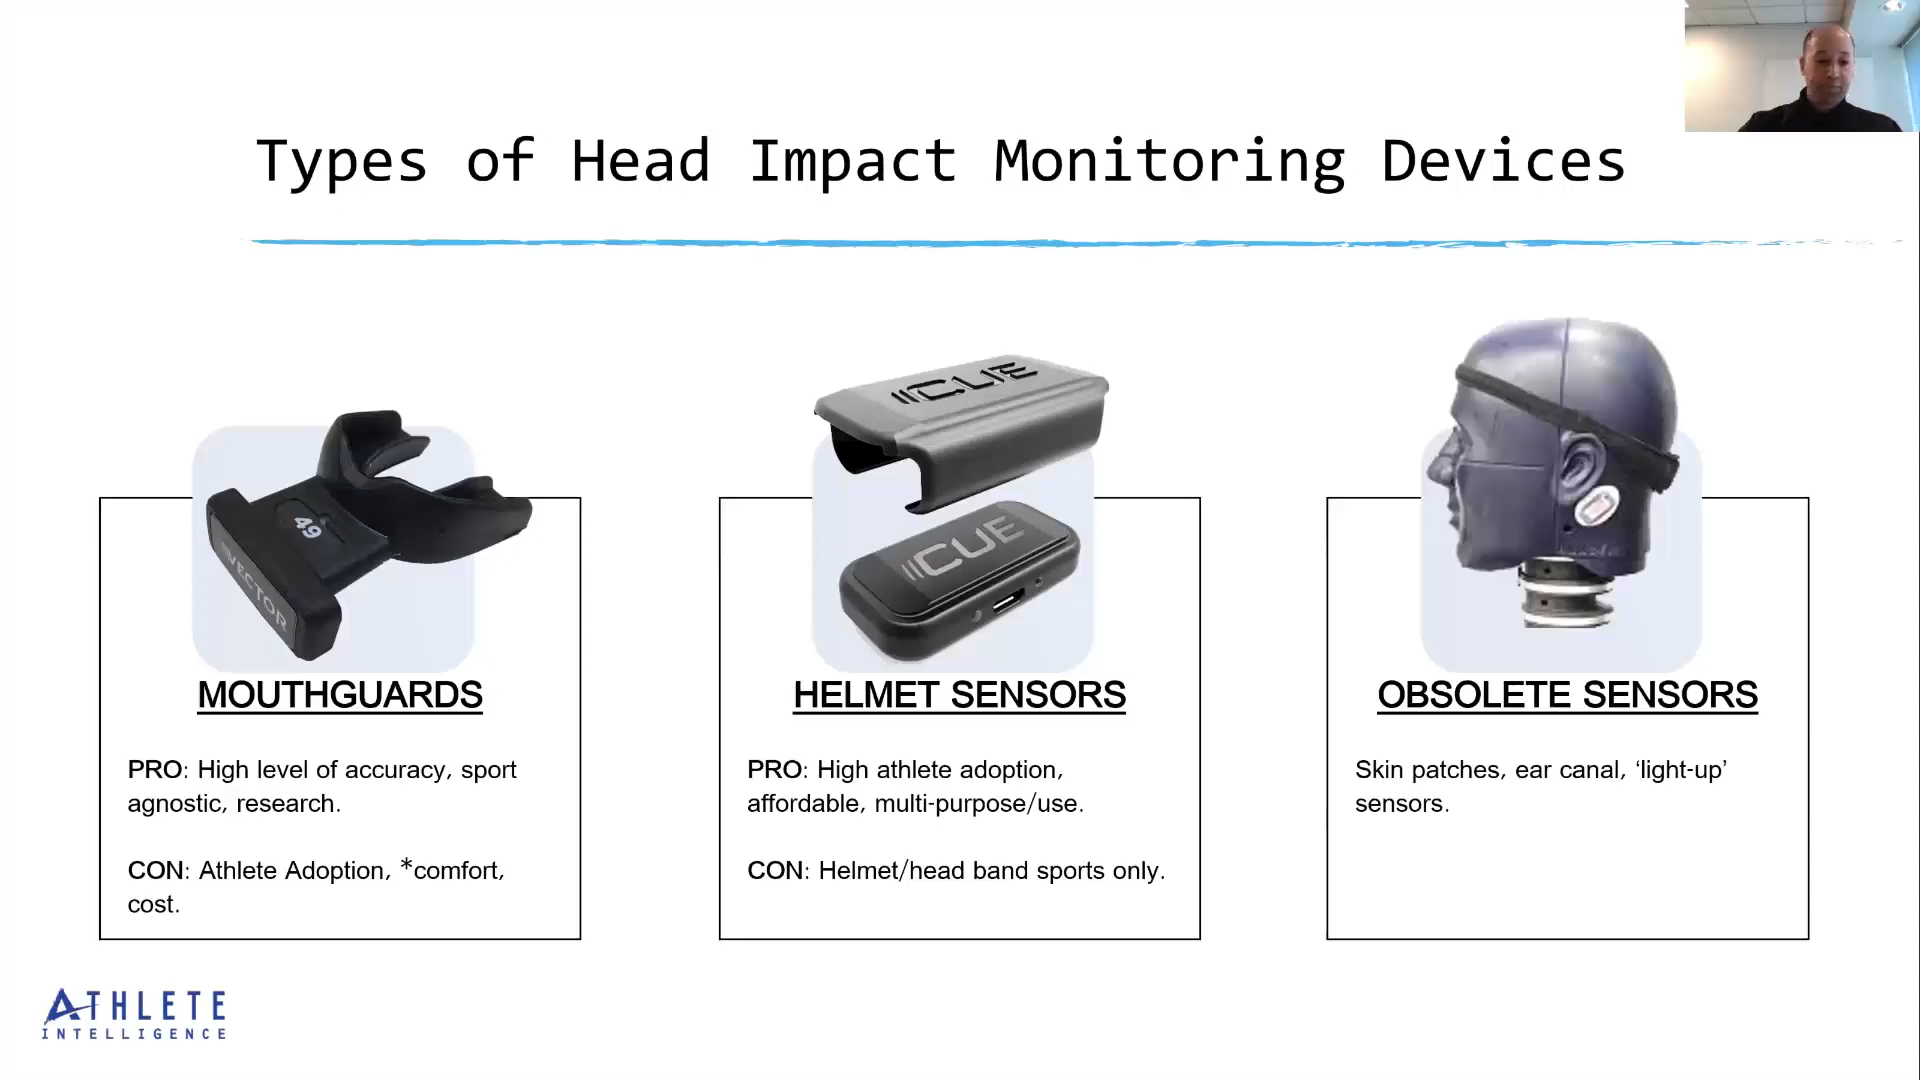 Types of Head Impact Monitoring Devices
49
VECTOR
CUE
CUE
MOUTHGUARDS
PRO: High level of accuracy, sport
agnostic, research.
CON: Athlete Adoption, *comfort,
cost.
HELMET SENSORS
PRO: High athlete adoption,
affordable, multi-purpose/use.
CON: Helmet/head band sports only.
OBSOLETE SENSORS
Skin patches, ear canal, ‘light-up’
sensors.
ATHLETE
INTELLIGENCE